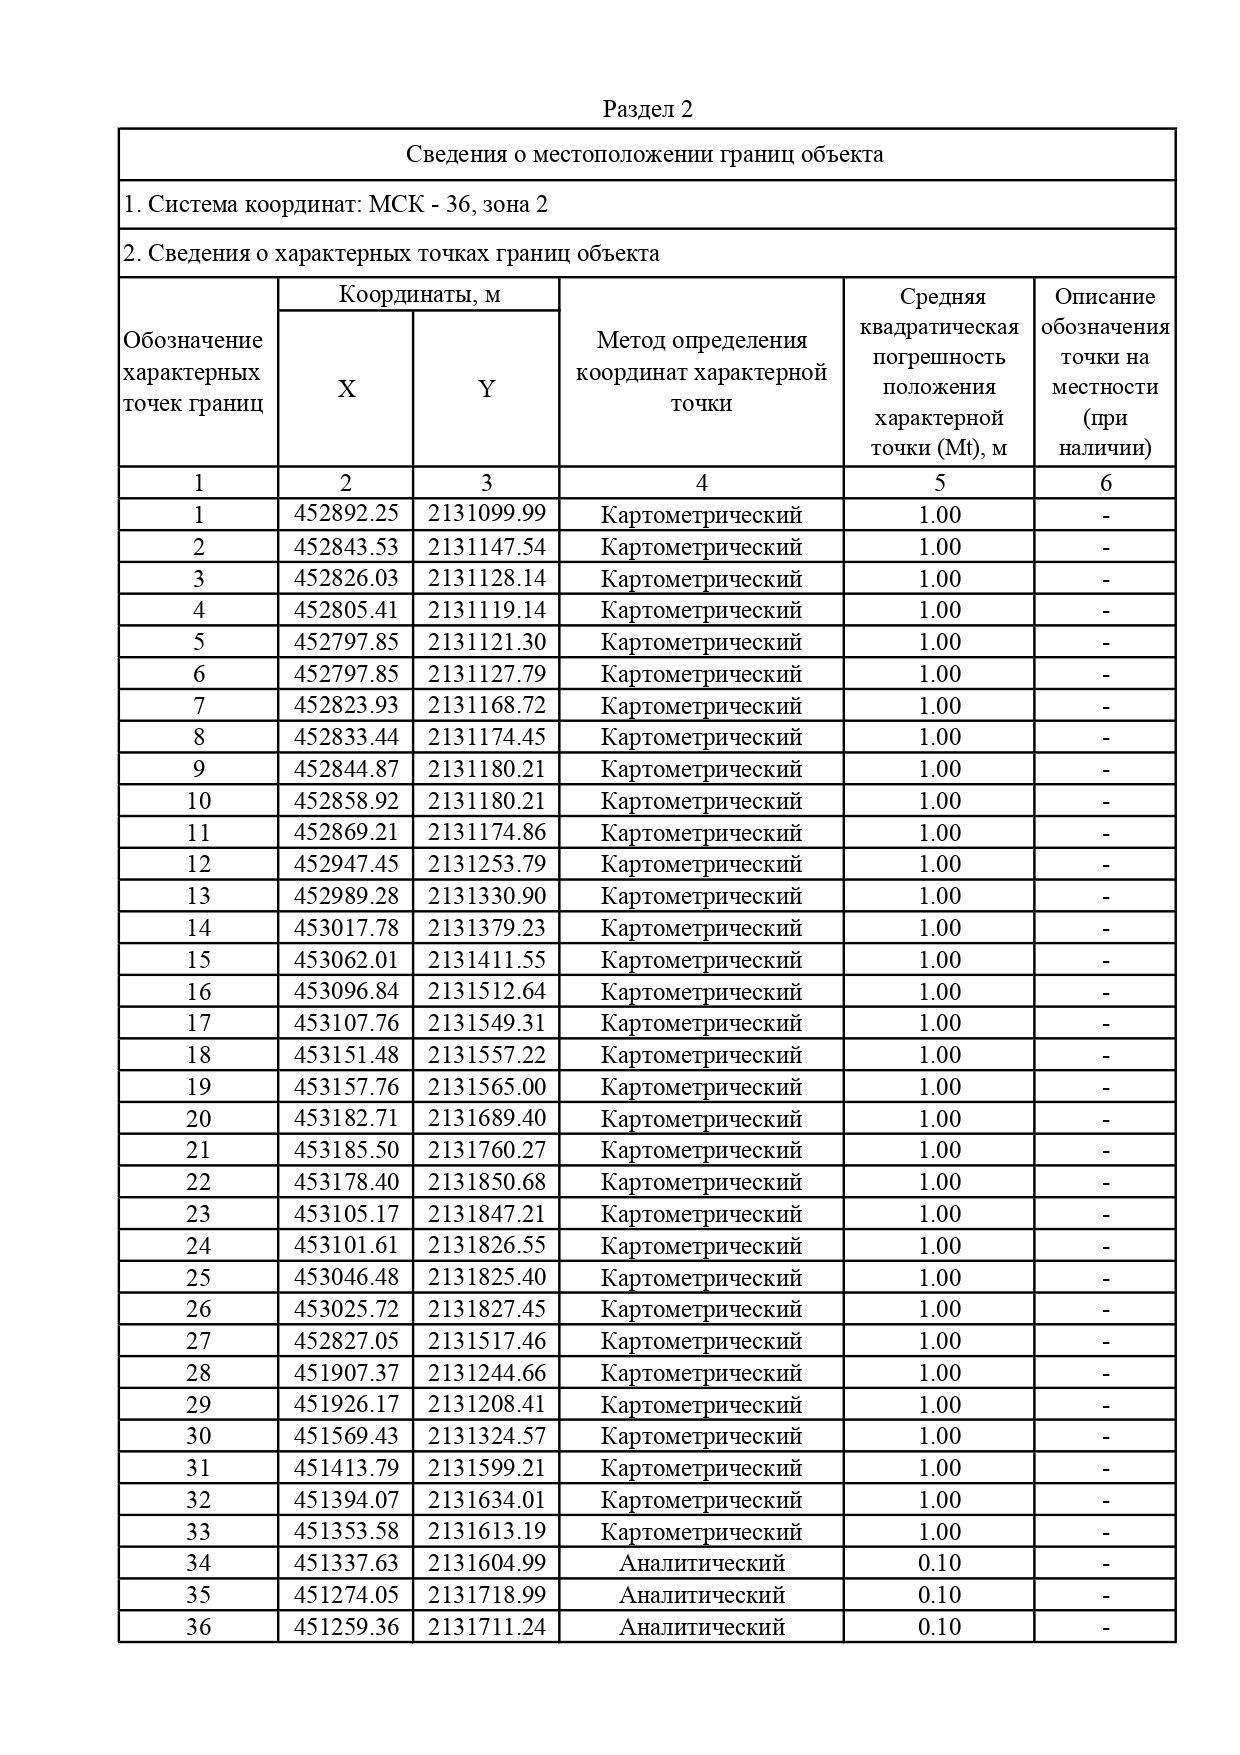 Раздел 2
Сведения о местоположении границ объекта
1. Система координат: МСК - 36, зона 2
2. Сведения о характерных точках границ объекта
Обозначение
характерных
точек границ
Координаты, м
X
Y
Метод определения
координат характерной
точки
Средняя
квадратическая
погрешность
положения
характерной
точки (Mt), м
Описание
обозначения
точки на
местности
(при
наличии)
1 2 3 4 5 6
1 452892.25 2131099.99 Картометрический 1.00 -
2 452843.53 2131147.54 Картометрический 1.00 -
3 452826.03 2131128.14 Картометрический 1.00 -
4 452805.41 2131119.14 Картометрический 1.00 -
5 452797.85 2131121.30 Картометрический 1.00 -
6 452797.85 2131127.79 Картометрический 1.00 -
7 452823.93 2131168.72 Картометрический 1.00 -
8 452833.44 2131174.45 Картометрический 1.00 -
9 452844.87 2131180.21 Картометрический 1.00 -
10 452858.92 2131180.21 Картометрический 1.00 -
11 452869.21 2131174.86 Картометрический 1.00 -
12 452947.45 2131253.79 Картометрический 1.00 -
13 452989.28 2131330.90 Картометрический 1.00 -
14 453017.78 2131379.23 Картометрический 1.00 -
15 453062.01 2131411.55 Картометрический 1.00 -
16 453096.84 2131512.64 Картометрический 1.00 -
17 453107.76 2131549.31 Картометрический 1.00 -
18 453151.48 2131557.22 Картометрический 1.00 -
19 453157.76 2131565.00 Картометрический 1.00 -
20 453182.71 2131689.40 Картометрический 1.00 -
21 453185.50 2131760.27 Картометрический 1.00 -
22 453178.40 2131850.68 Картометрический 1.00 -
23 453105.17 2131847.21 Картометрический 1.00 -
24 453101.61 2131826.55 Картометрический 1.00 -
25 453046.48 2131825.40 Картометрический 1.00 -
26 453025.72 2131827.45 Картометрический 1.00 -
27 452827.05 2131517.46 Картометрический 1.00 -
28 451907.37 2131244.66 Картометрический 1.00 -
29 451926.17 2131208.41 Картометрический 1.00 -
30 451569.43 2131324.57 Картометрический 1.00 -
31 451413.79 2131599.21 Картометрический 1.00 -
32 451394.07 2131634.01 Картометрический 1.00 -
33 451353.58 2131613.19 Картометрический 1.00 -
34 451337.63 2131604.99 Аналитический 0.10 -
35 451274.05 2131718.99 Аналитический 0.10 -
36 451259.36 2131711.24 Аналитический 0.10 -